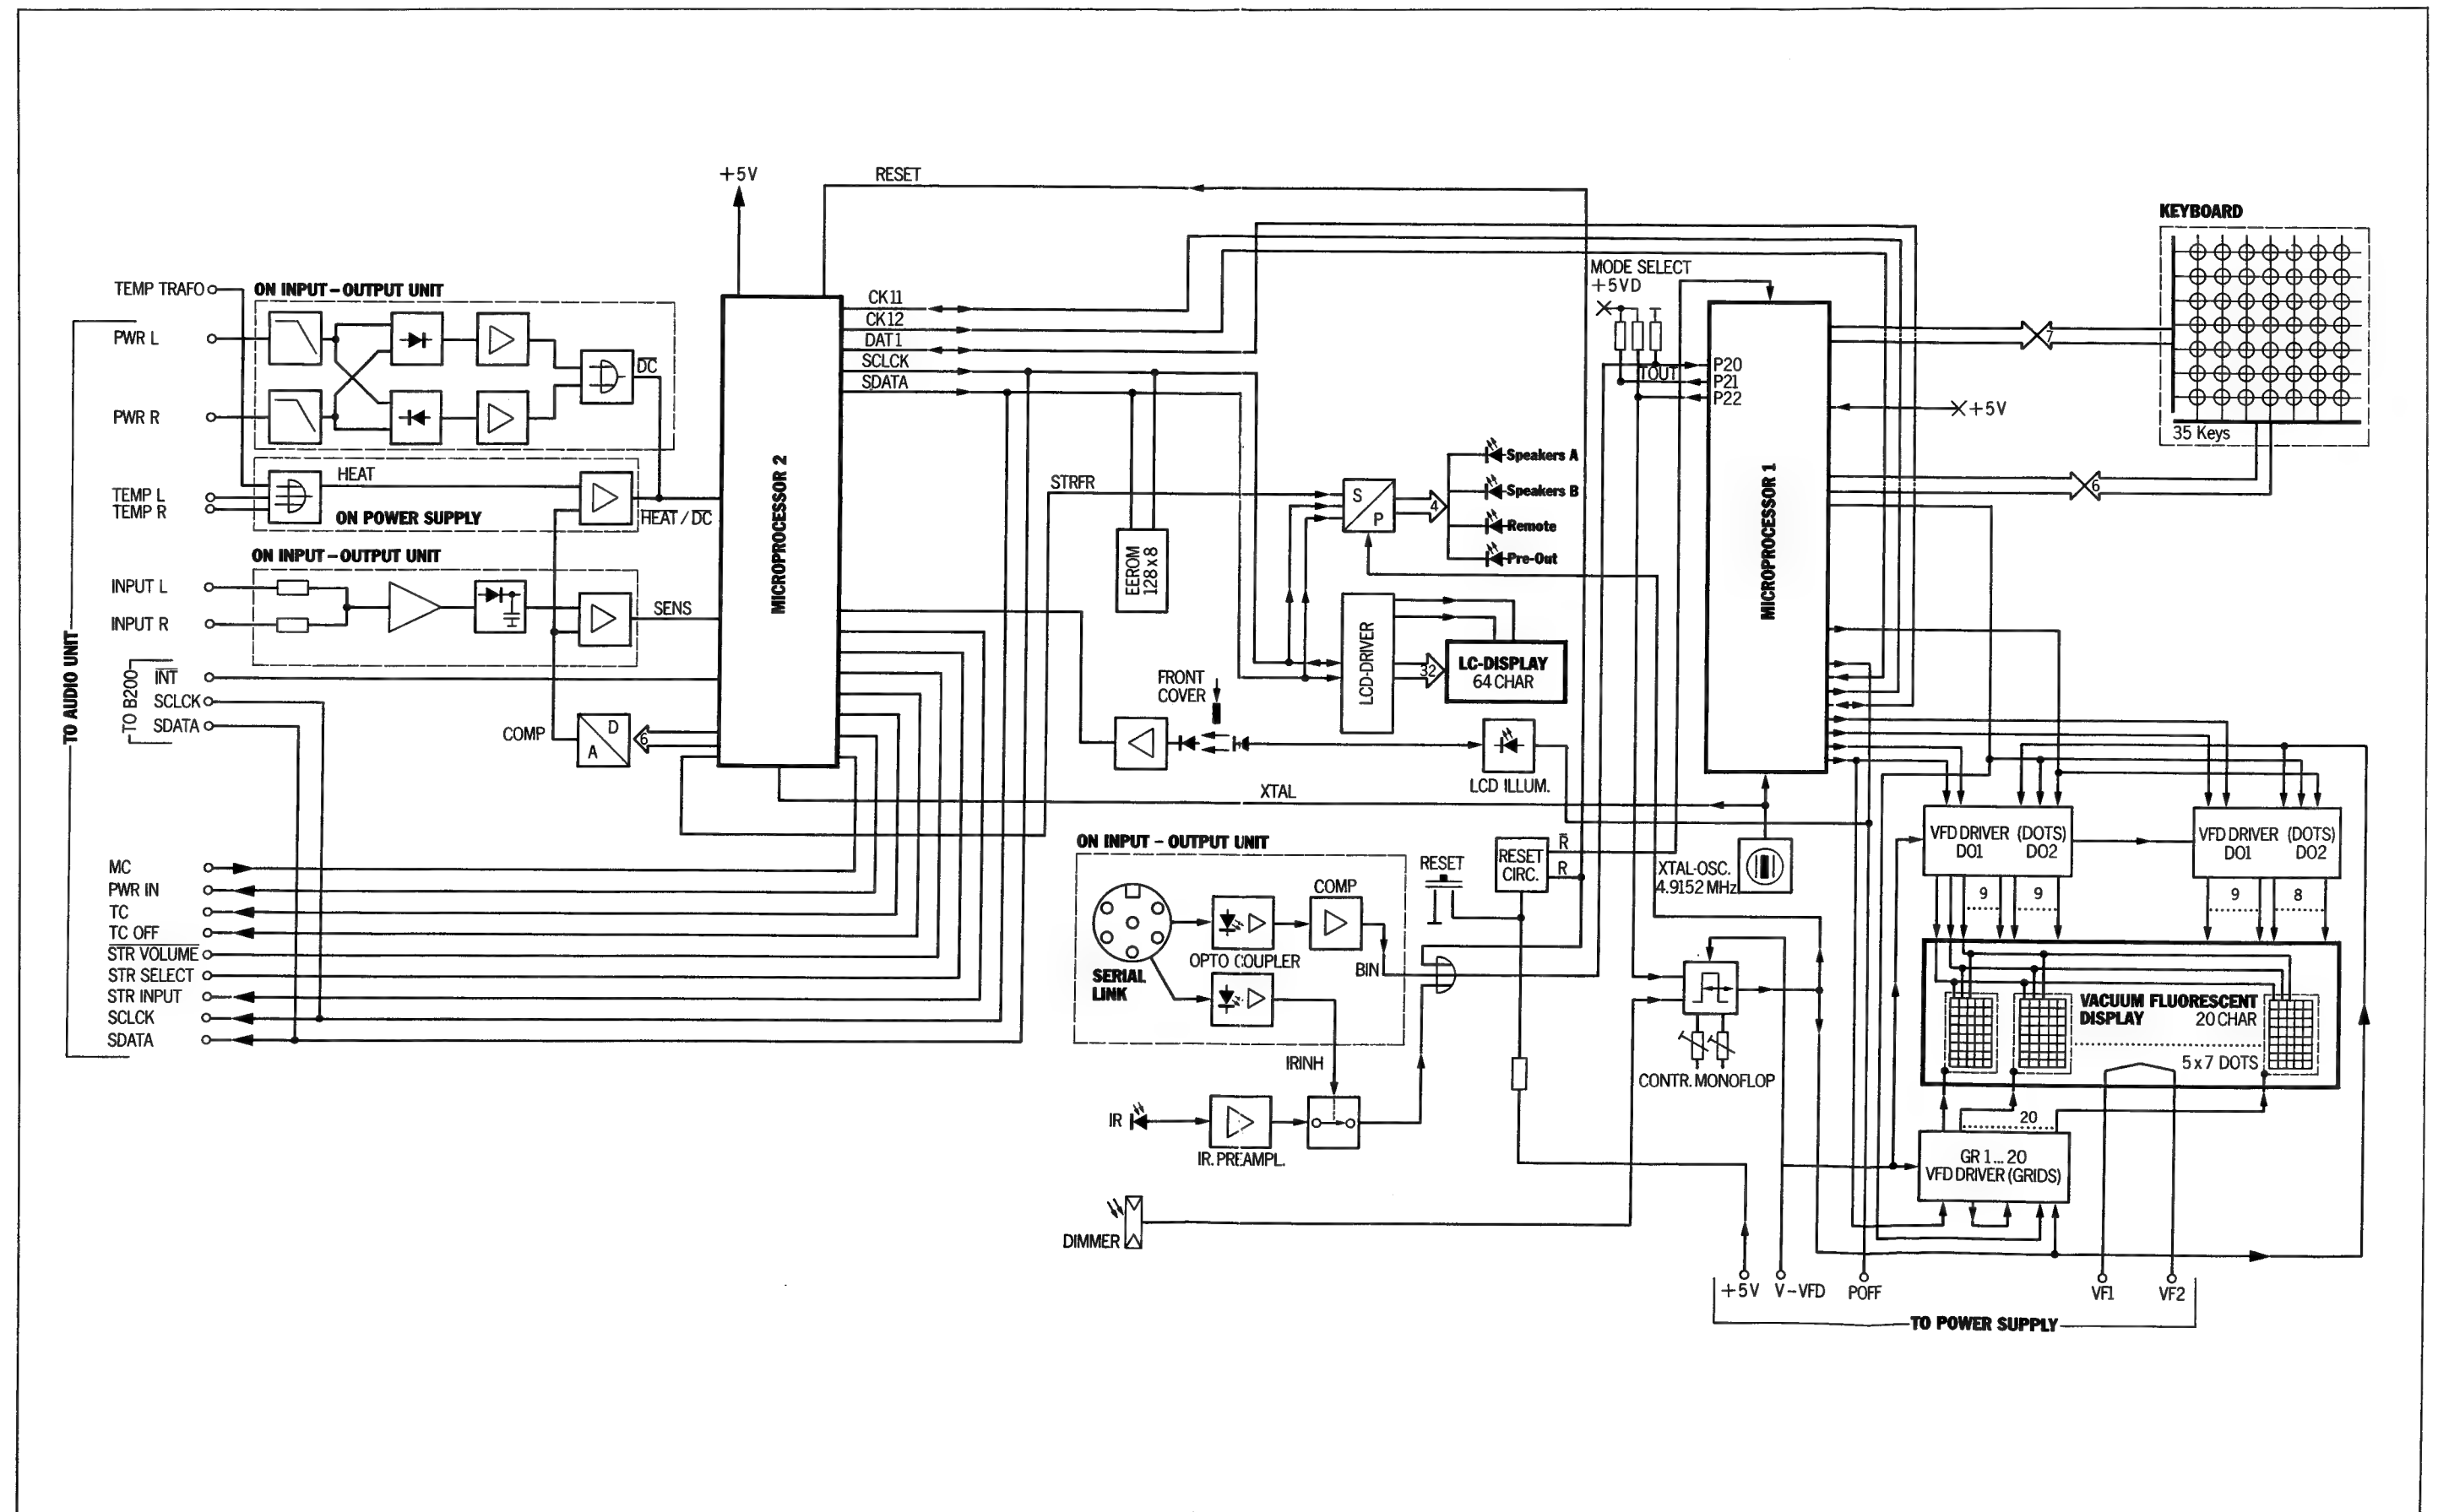 +5V
RESET
KEYBOARD
35 Keys
7
6
+5V
MODE SELECT
+5VD
P20
TOUT
P21
P22
MICROPROCESSOR 1
TEMP TRAFO
ON INPUT-OUTPUT UNIT
PWR L
PWR R
DC
HEAT
TEMP L
TEMP R
ON POWER SUPPLY
HEAT / DC
ON INPUT-OUTPUT UNIT
INPUT L
INPUT R
SENS
TO AUDIO UNIT
TO B200
INT
SCLCK
SDATA
COMP
D
A
6
MICROPROCESSOR 2
CK11
CK12
DAT1
SCLCK
SDATA
STRFR
EEROM
128x8
S
P
4
Speakers A
Speakers B
Remote
Pre-Out
LCD-DRIVER
32
LC-DISPLAY
64 CHAR
FRONT
COVER
LCD ILLUM.
XTAL
MC
PWR IN
TC
TC OFF
STR VOLUME
STR SELECT
STR INPUT
SCLCK
SDATA
ON INPUT - OUTPUT UNIT
SERIAL
LINK
OPTO COUPLER
COMP
BIN
IRINH
RESET
RESET
CIRC.
R
R
XTAL-OSC.
4.9152 MHz
IR
IR. PREAMPL.
DIMMER
CONTR. MONOFLOP
VFD DRIVER (DOTS)
DO1 DO2
VFD DRIVER (DOTS)
DO1 DO2
9
9
9
8
VACUUM FLUORESCENT
DISPLAY 20 CHAR
5x7 DOTS
20
GR 1...20
VFD DRIVER (GRIDS)
+5V
V-VFD
POFF
VF1
VF2
TO POWER SUPPLY